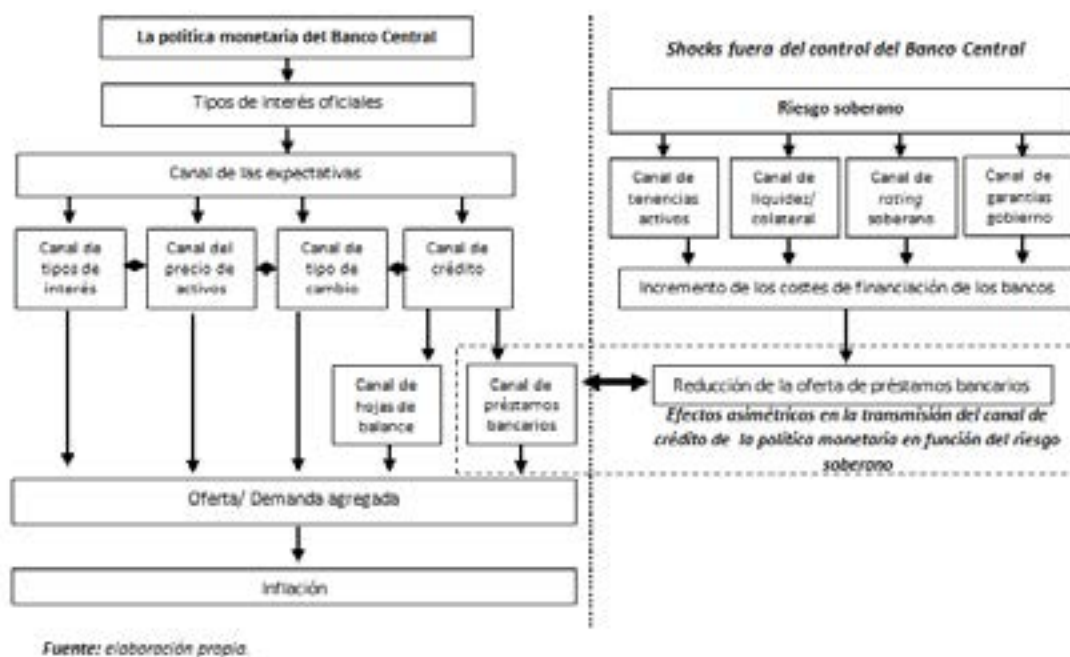 La política monetaria del Banco Central
Tipos de interés oficiales
Canal de las expectativas
Canal de
tipos de
interés
Canal del
precio de
activos
Canal de
tipo de
cambio
Canal de
crédito
Canal de
hojas de
balance
Canal de
préstamos
bancarios
Oferta/ Demanda agregada
Inflación
Shocks fuera del control del Banco Central
Riesgo soberano
Canal de
tenencias
activos
Canal de
liquidez/
colateral
Canal de
rating
soberano
Canal de
garantías
gobierno
Incremento de los costes de financiación de los bancos
Reducción de la oferta de préstamos bancarios
Efectos asimétricos en la transmisión del canal de
crédito de la política monetaria en función del riesgo
soberano
Fuente: elaboración propia.